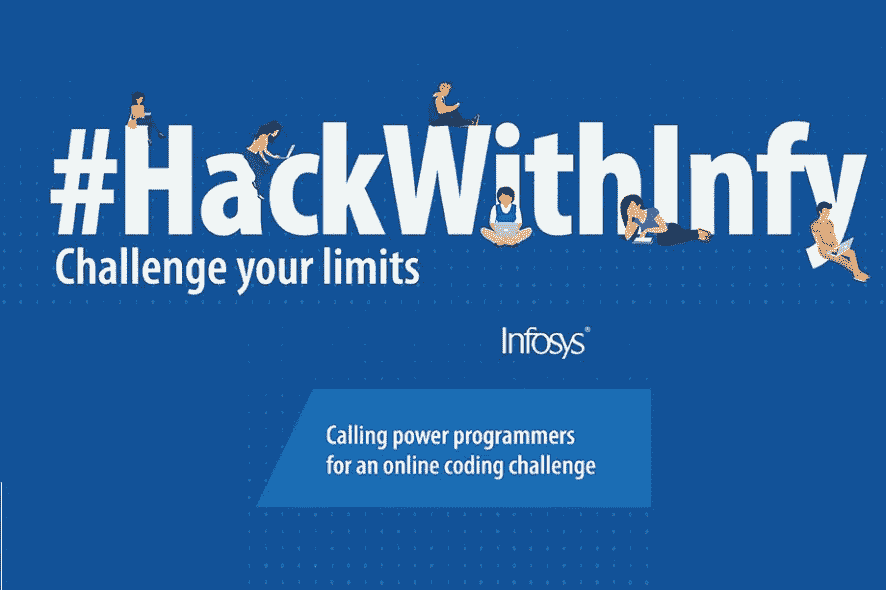 #HackWithInfy
Challenge your limits
Infosys®
Calling power programmers
for an online coding challenge